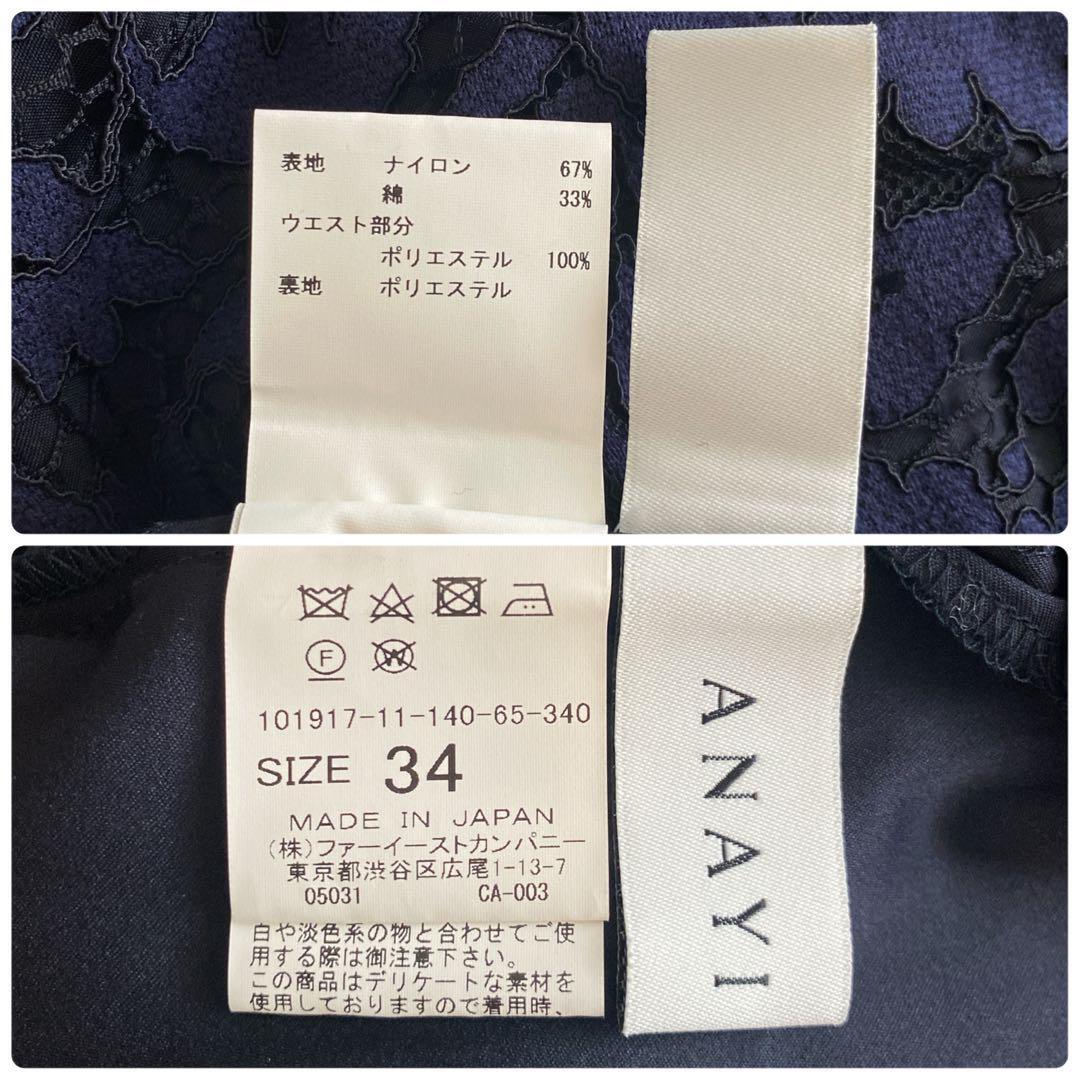 表地 ナイロン 67%
綿 33%
ウエスト部分
ポリエステル 100%
裏地 ポリエステル
F
W
101917-11-140-65-340
SIZE 34
MADE IN JAPAN
(株)ファーイーストカンパニー
東京都渋谷区広尾1-13-7
05031 CA-003
白や淡色系の物と合わせてご使
用する際は御注意下さい。
この商品はデリケートな素材を
使用しておりますので着用時、
ANAYI